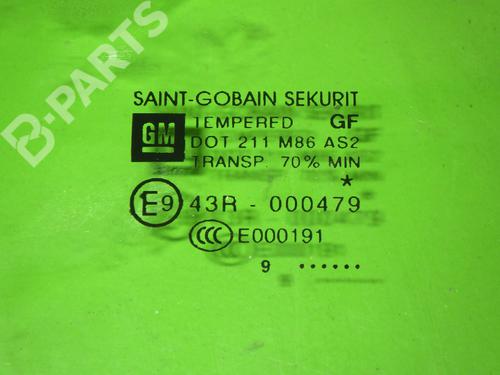 B-PARTS
SAINT-GOBAIN SEKURIT
GM TEMPERED GF
DOT 211 M86 AS2
TRANSP. 70% MIN
*
E9 43R - 000479
CCC E000191
9 ......